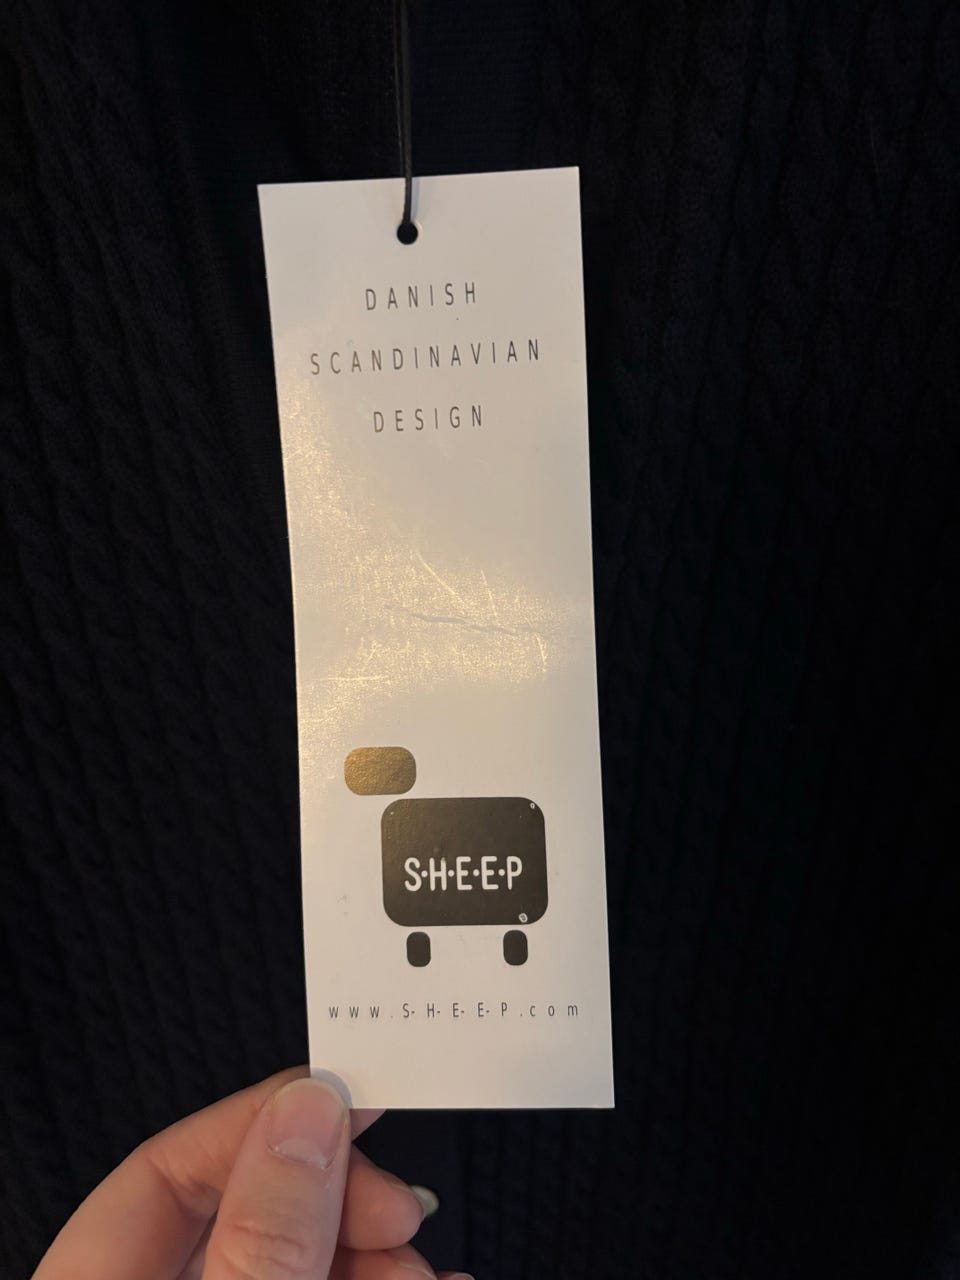 DANISH
SCANDINAVIAN
DESIGN
S·H·E·E·P
www.S-H-E-E-P.com